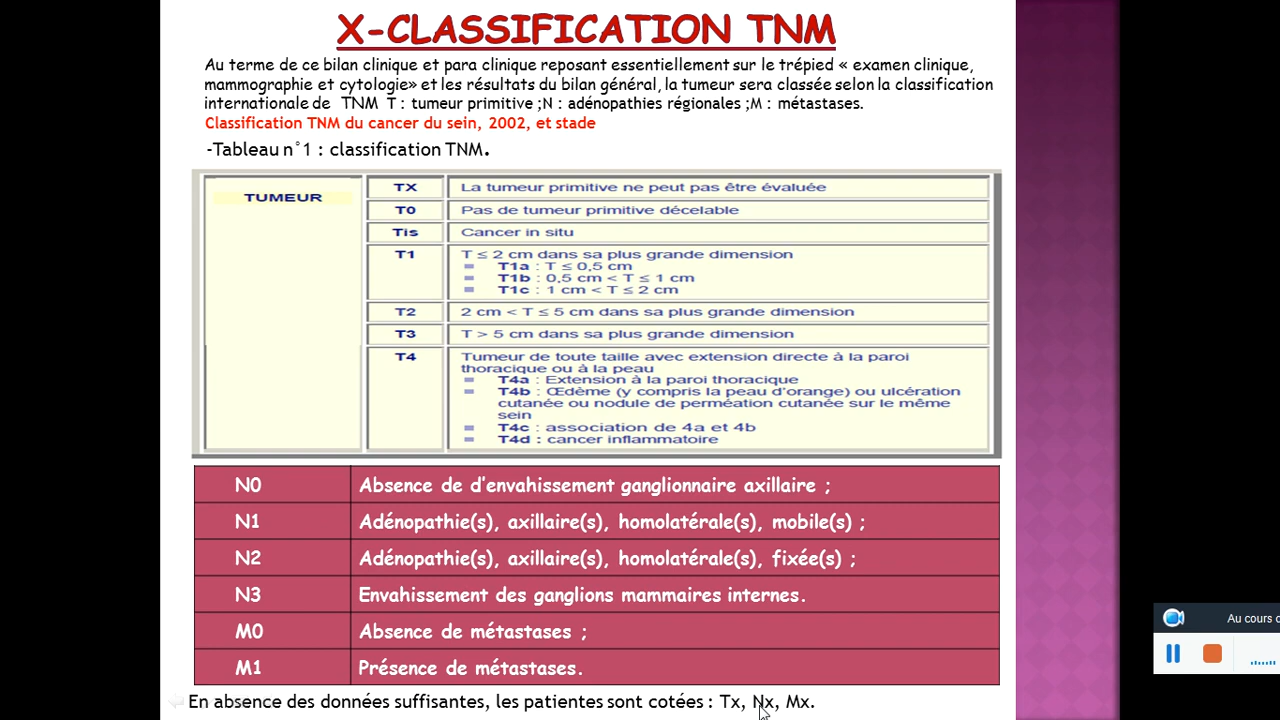 X-CLASSIFICATION TNM
Au terme de ce bilan clinique et para clinique reposant essentiellement sur le trépied « examen clinique,
mammographie et cytologie» et les résultats du bilan général, la tumeur sera classée selon la classification
internationale de TNM T : tumeur primitive ;N : adénopathies régionales ;M : métastases.
Classification TNM du cancer du sein, 2002, et stade
-Tableau n°1 : classification TNM.
TUMEUR
TX La tumeur primitive ne peut pas être évaluée
T0 Pas de tumeur primitive décelable
Tis Cancer in situ
T1 T ≤ 2 cm dans sa plus grande dimension
T1a : T ≤ 0,5 cm
T1b : 0,5 cm < T ≤ 1 cm
T1c : 1 cm < T ≤ 2 cm
T2 2 cm < T ≤ 5 cm dans sa plus grande dimension
T3 T > 5 cm dans sa plus grande dimension
T4 Tumeur de toute taille avec extension directe à la paroi
thoracique ou à la peau
T4a : Extension à la paroi thoracique
T4b : Œdème (y compris la peau d'orange) ou ulcération
cutanée ou nodule de perméation cutanée sur le même
sein
T4c : association de 4a et 4b
T4d : cancer inflammatoire
N0 Absence de d'envahissement ganglionnaire axillaire ;
N1 Adénopathie(s), axillaire(s), homolatérale(s), mobile(s) ;
N2 Adénopathie(s), axillaire(s), homolatérale(s), fixée(s) ;
N3 Envahissement des ganglions mammaires internes.
M0 Absence de métastases ;
M1 Présence de métastases.
En absence des données suffisantes, les patientes sont cotées : Tx, Nx, Mx.
Au cours